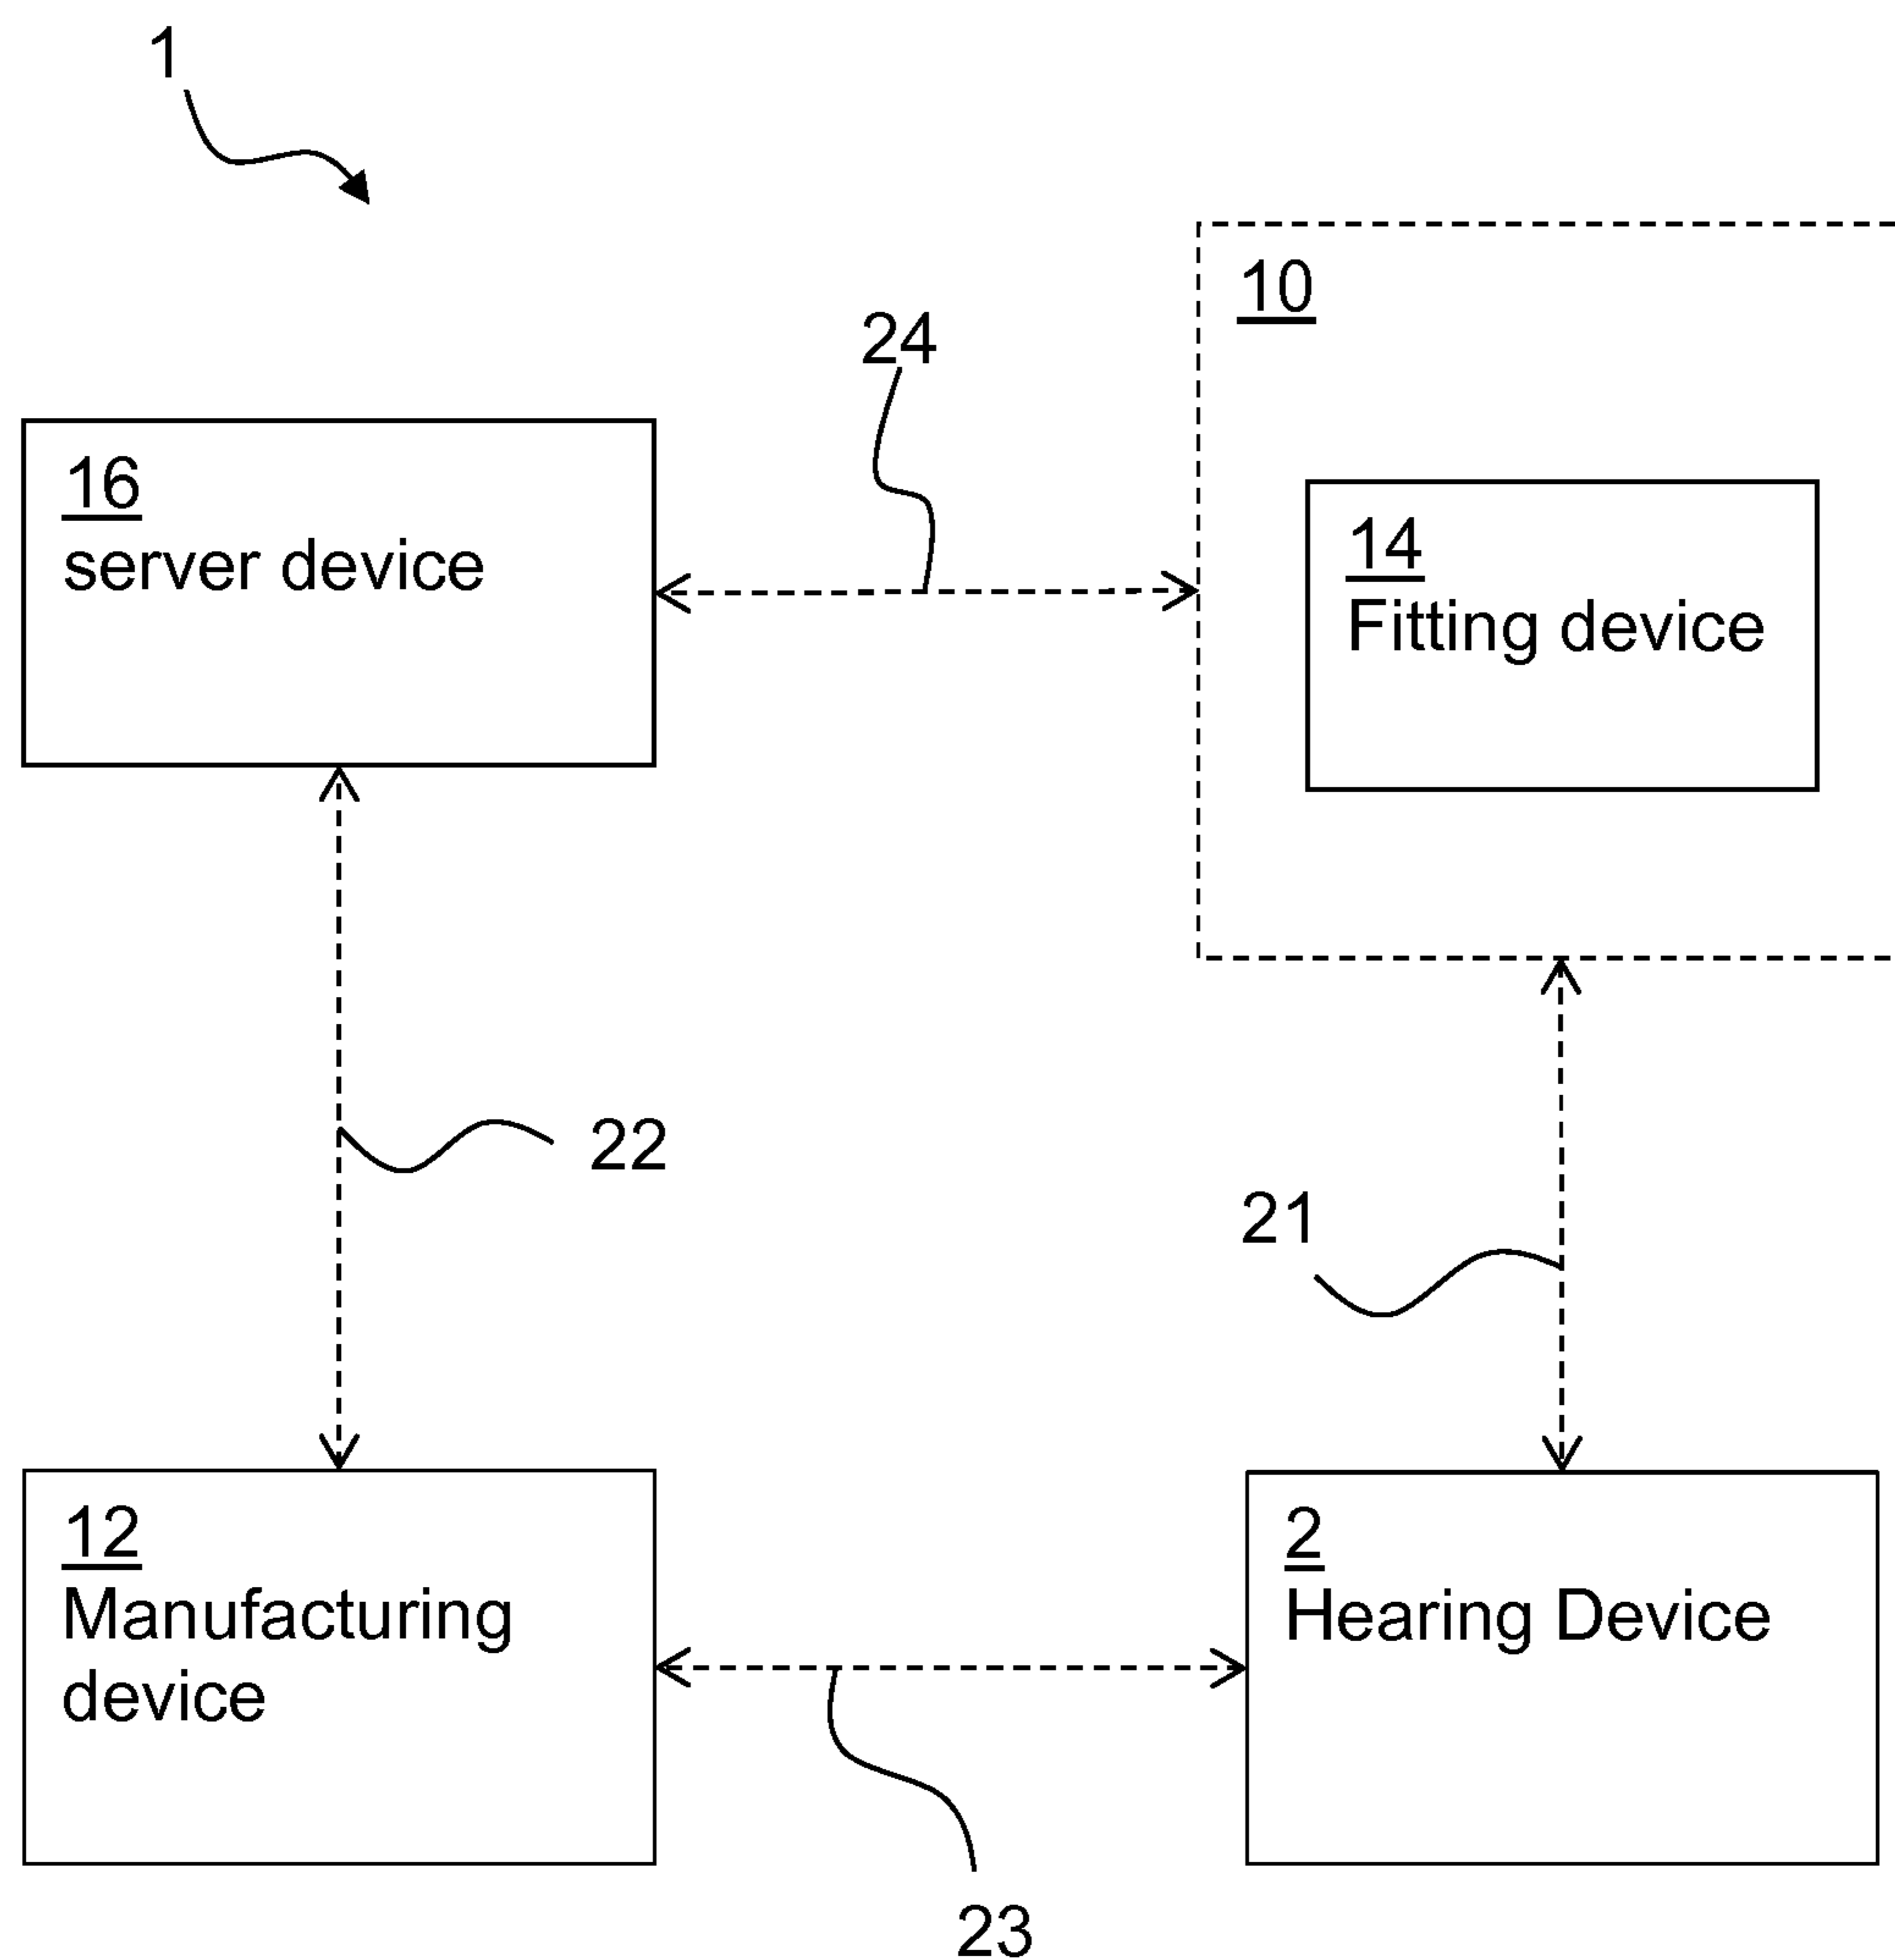 1
10
24
16
server device
14
Fitting device
22
21
12
Manufacturing
device
2
Hearing Device
23